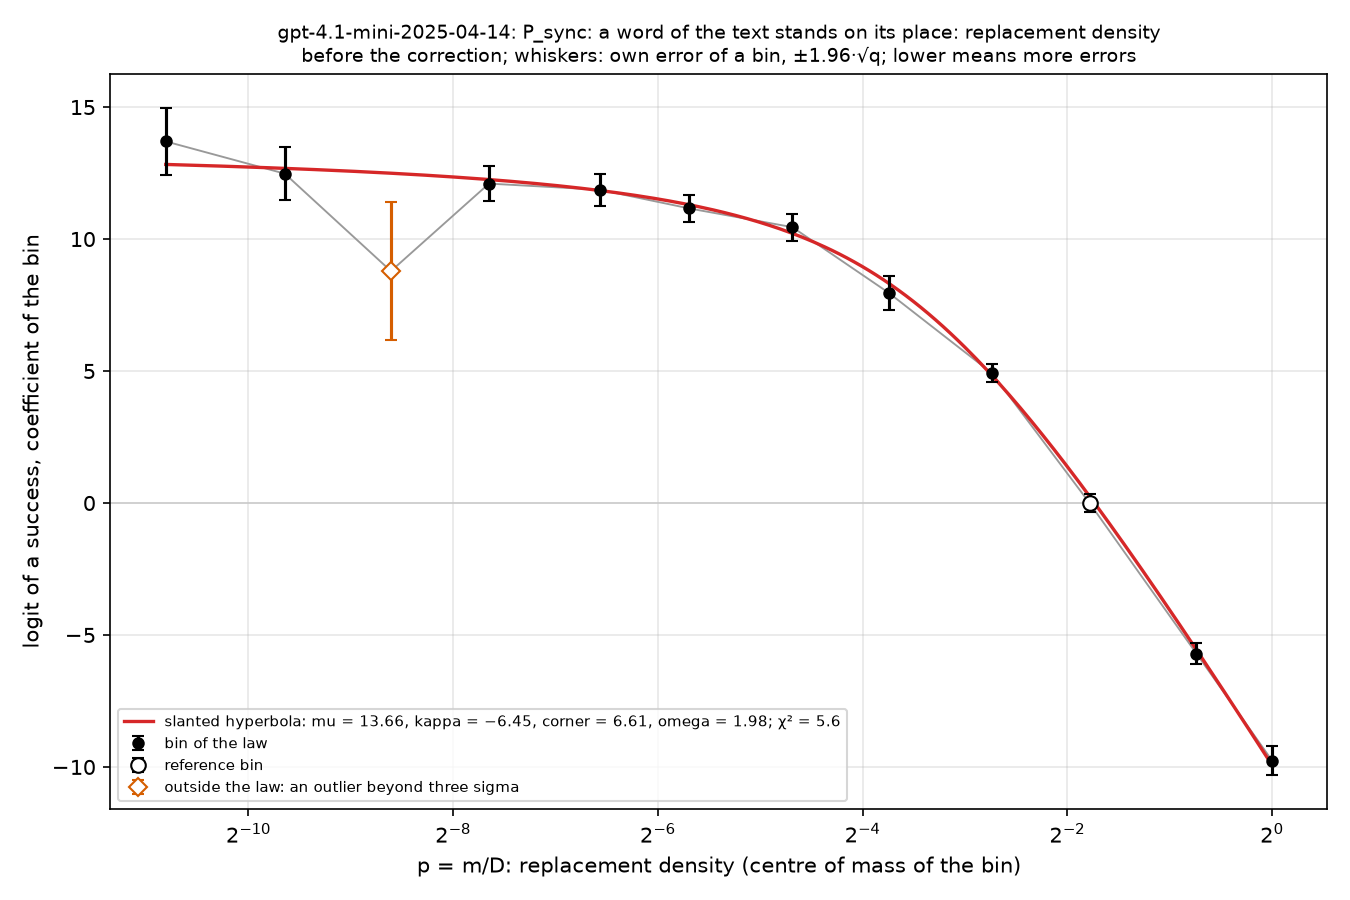 gpt-4.1-mini-2025-04-14: P_sync: a word of the text stands on its place: replacement density
before the correction; whiskers: own error of a bin, ±1.96·√q; lower means more errors
logit of a success, coefficient of the bin
15
10
5
0
−5
−10
slanted hyperbola: mu = 13.66, kappa = −6.45, corner = 6.61, omega = 1.98; χ² = 5.6
bin of the law
reference bin
outside the law: an outlier beyond three sigma
2⁻¹⁰ 2⁻⁸ 2⁻⁶ 2⁻⁴ 2⁻² 2⁰
p = m/D: replacement density (centre of mass of the bin)